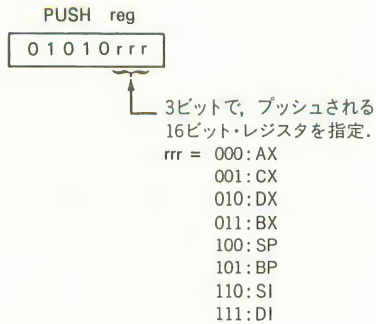 PUSH reg
01010rrr
3ビットで，プッシュされる
16ビット・レジスタを指定．
rrr = 000:AX
001:CX
010:DX
011:BX
100:SP
101:BP
110:SI
111:DI